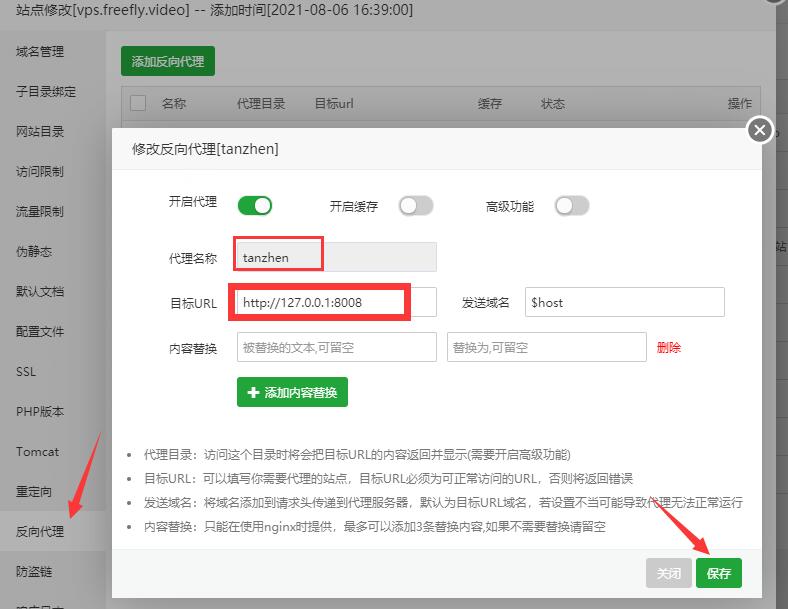 站点修改[vps.freefly.video] -- 添加时间[2021-08-06 16:39:00]
域名管理
添加反向代理
子目录绑定
名称 代理目录 目标url 缓存 状态 操作
网站目录
修改反向代理[tanzhen]
访问限制
开启代理 开启缓存 高级功能
流量限制
伪静态
代理名称 tanzhen
站
默认文档
目标URL http://127.0.0.1:8008 发送域名 $host
配置文件
内容替换 被替换的文本,可留空 替换为,可留空 删除
SSL
添加内容替换
PHP版本
Tomcat
代理目录：访问这个目录时将会把目标URL的内容返回并显示(需要开启高级功能)
目标URL：可以填写你需要代理的站点，目标URL必须为可正常访问的URL，否则将返回错误
重定向
发送域名：将域名添加到请求头传递到代理服务器，默认为目标URL域名，若设置不当可能导致代理无法正常运行
反向代理
内容替换：只能在使用nginx时提供，最多可以添加3条替换内容,如果不需要替换请留空
防盗链
关闭 保存